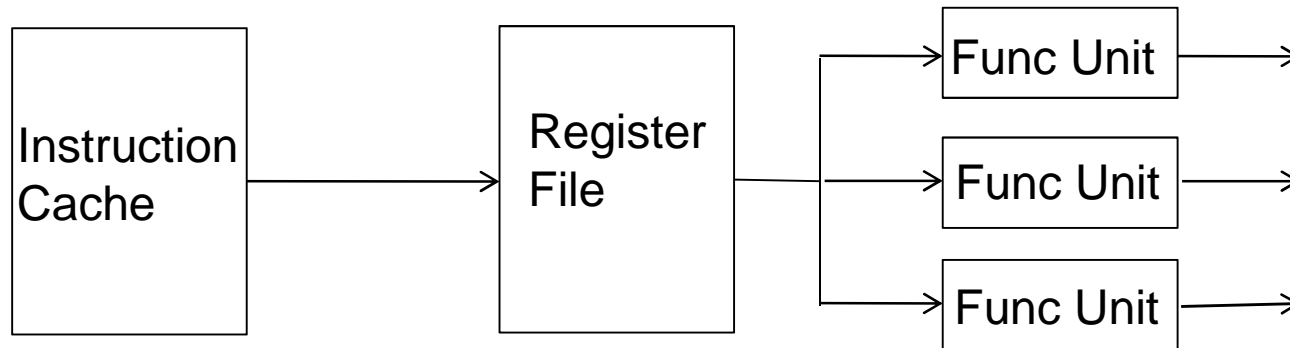 Instruction
Cache
Register
File
Func Unit
Func Unit
Func Unit